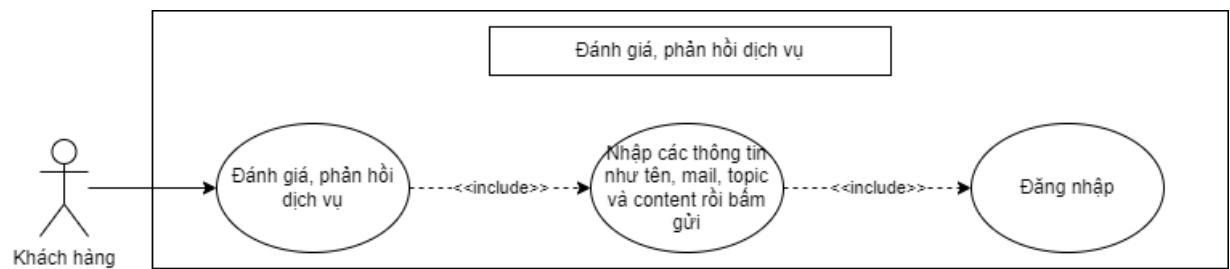 Đánh giá, phản hồi dịch vụ
Đánh giá, phản hồi
dịch vụ
<<include>>
Nhập các thông tin
như tên, mail, topic
và content rồi bấm
gửi
<<include>>
Đăng nhập
Khách hàng